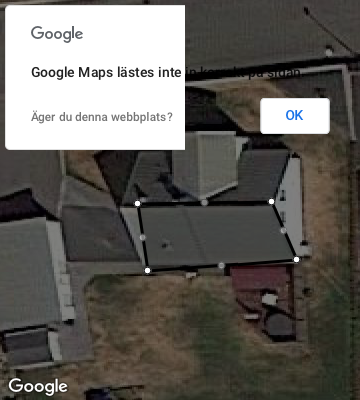 Google
Google Maps lästes inte in korrekt på sidan.
Äger du denna webbplats?
OK
Google